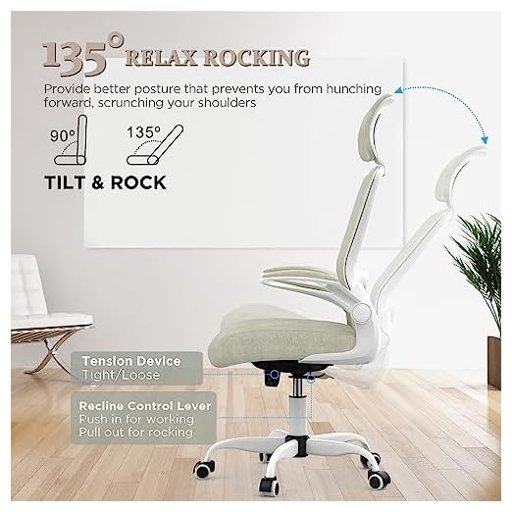 135° RELAX ROCKING
Provide better posture that prevents you from hunching
forward, scrunching your shoulders
90° 135°
TILT & ROCK
Tension Device
Tight/Loose
Recline Control Lever
Push in for working
Pull out for rocking